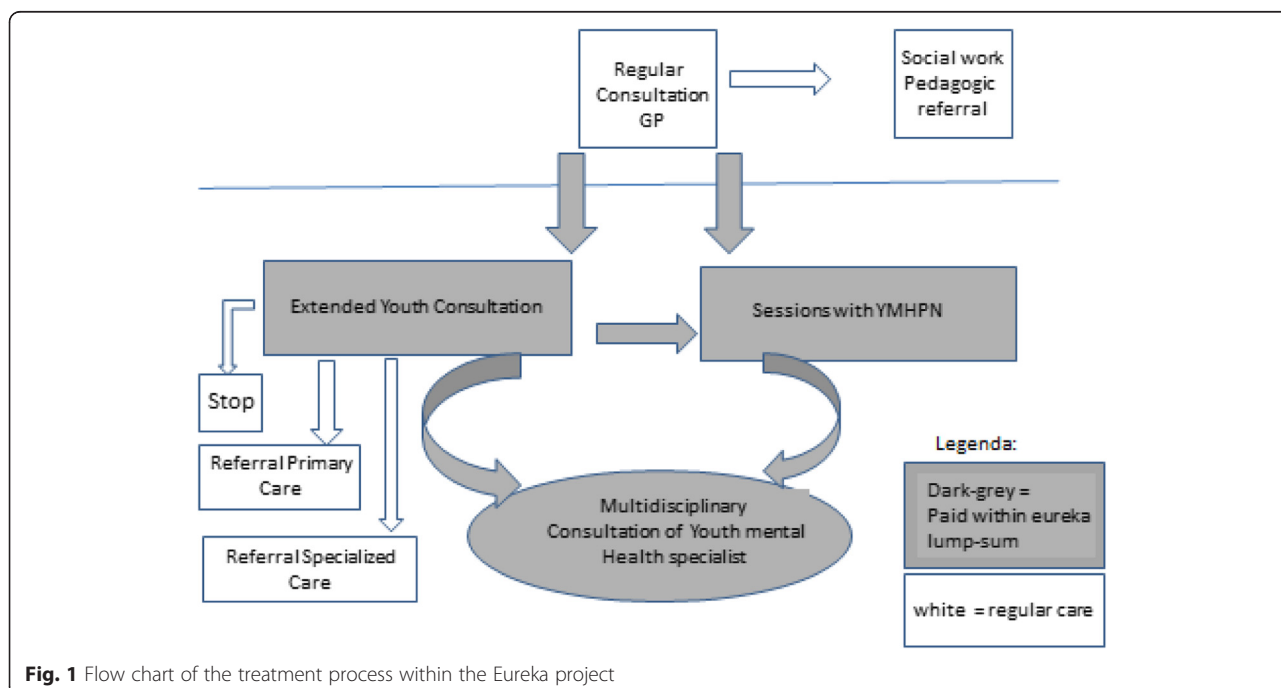 Regular
Consultation
GP
Social work
Pedagogic
referral
Extended Youth Consultation
Sessions with YMHPN
Stop
Referral Primary
Care
Referral Specialized
Care
Multidisciplinary
Consultation of Youth mental
Health specialist
Legenda:
Dark-grey =
Paid within eureka
lump-sum
white = regular care
Fig. 1 Flow chart of the treatment process within the Eureka project